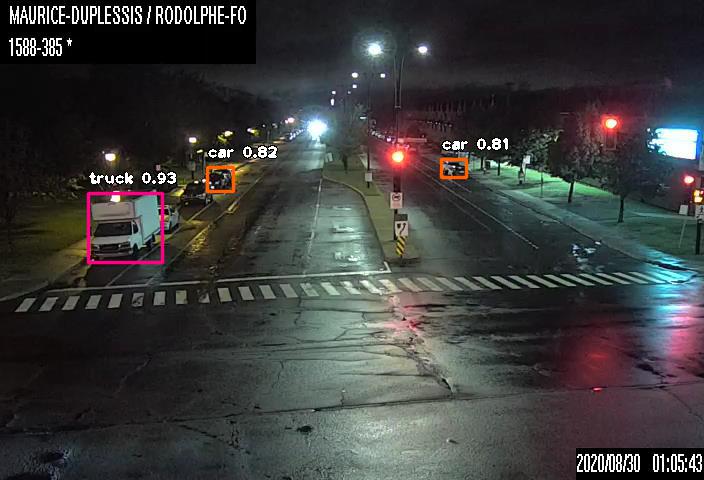 MAURICE-DUPLESSIS / RODOLPHE-FO
1588-385 *
car 0.82
car 0.81
truck 0.93
2020/08/30 01:05:43